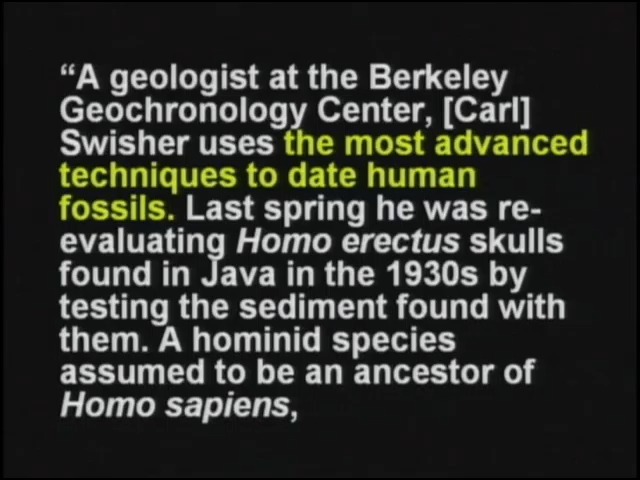 “A geologist at the Berkeley
Geochronology Center, [Carl]
Swisher uses the most advanced
techniques to date human
fossils. Last spring he was re-
evaluating Homo erectus skulls
found in Java in the 1930s by
testing the sediment found with
them. A hominid species
assumed to be an ancestor of
Homo sapiens,